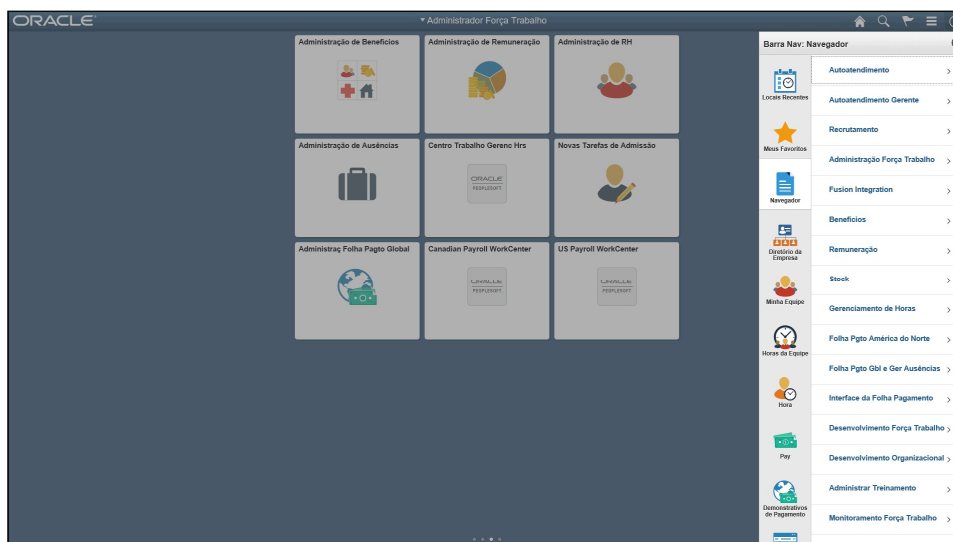 ORACLE
Administrador Força Trabalho
Administração de Benefícios
Administração de Remuneração
Administração de RH
Administração de Ausências
Centro Trabalho Gerenc Hrs
Novas Tarefas de Admissão
ORACLE
PEOPLESOFT
Administraç Folha Pagto Global
Canadian Payroll WorkCenter
US Payroll WorkCenter
ORACLE
PEOPLESOFT
ORACLE
PEOPLESOFT
Barra Nav: Navegador
Locais Recentes
Meus Favoritos
Navegador
Diretório da
Empresa
Minha Equipe
Horas da Equipe
Hora
Pay
Demonstrativos
de Pagamento
Autoatendimento
Autoatendimento Gerente
Recrutamento
Administração Força Trabalho
Fusion Integration
Benefícios
Remuneração
Stock
Gerenciamento de Horas
Folha Pgto América do Norte
Folha Pgto Gbl e Ger Ausências
Interface da Folha Pagamento
Desenvolvimento Força Trabalho
Desenvolvimento Organizacional
Administrar Treinamento
Monitoramento Força Trabalho